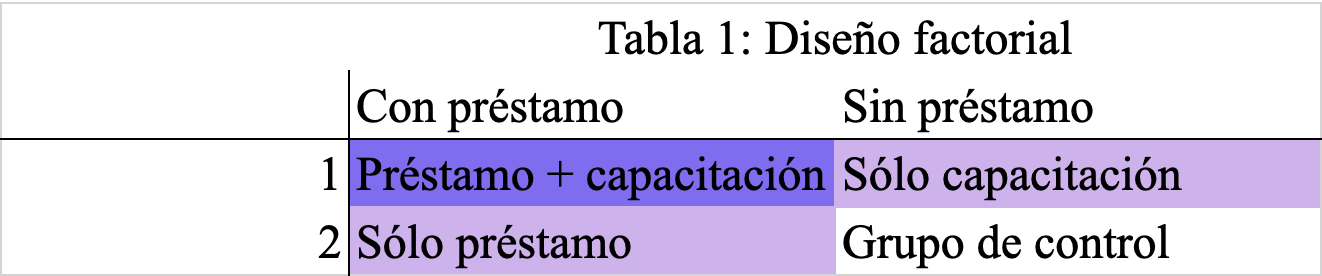 Tabla 1: Diseño factorial
Con préstamo Sin préstamo
1 Préstamo + capacitación Sólo capacitación
2 Sólo préstamo Grupo de control